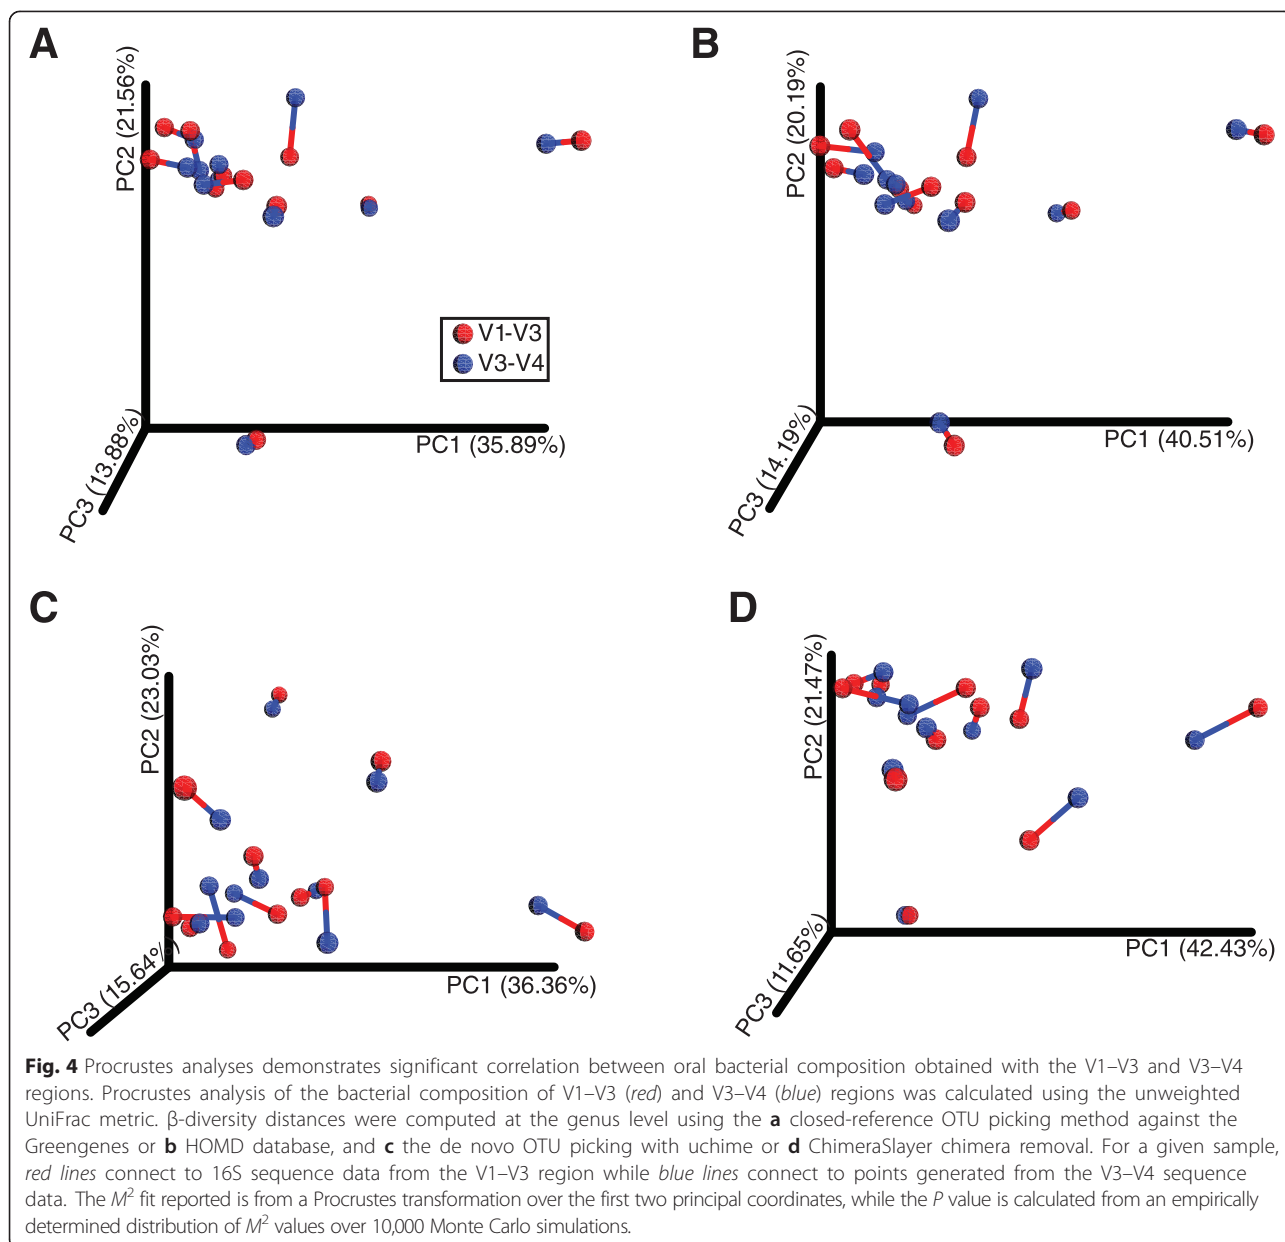 A
B
PC2 (21.56%)
PC2 (20.19%)
V1-V3
V3-V4
PC1 (35.89%)
PC1 (40.51%)
PC3 (13.88%)
PC3 (14.19%)
C
D
PC2 (23.03%)
PC2 (21.47%)
PC1 (36.36%)
PC1 (42.43%)
PC3 (15.64%)
PC3 (11.65%)
Fig. 4 Procrustes analyses demonstrates significant correlation between oral bacterial composition obtained with the V1–V3 and V3–V4
regions. Procrustes analysis of the bacterial composition of V1–V3 (red) and V3–V4 (blue) regions was calculated using the unweighted
UniFrac metric. β-diversity distances were computed at the genus level using the a closed-reference OTU picking method against the
Greengenes or b HOMD database, and c the de novo OTU picking with uchime or d ChimeraSlayer chimera removal. For a given sample,
red lines connect to 16S sequence data from the V1–V3 region while blue lines connect to points generated from the V3–V4 sequence
data. The M² fit reported is from a Procrustes transformation over the first two principal coordinates, while the P value is calculated from an empirically
determined distribution of M² values over 10,000 Monte Carlo simulations.